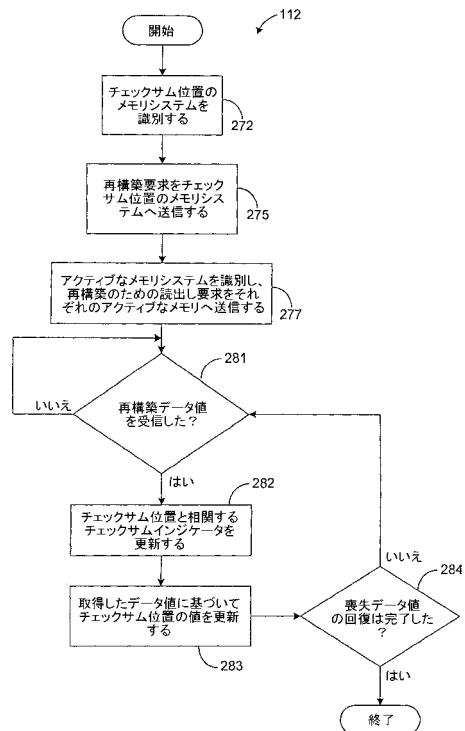 開始
112
チェックサム位置の
メモリシステムを
識別する
272
再構築要求をチェック
サム位置のメモリシス
テムへ送信する
275
アクティブなメモリシステムを識別し、
再構築のための読出し要求をそれ
ぞれのアクティブなメモリへ送信する
277
281
再構築データ値
を受信した?
いいえ
はい
282
チェックサム位置と相関する
チェックサムインジケータを
更新する
いいえ
284
取得したデータ値に基づいて
チェックサム位置の値を更新
する
283
喪失データ値
の回復は完了した
?
はい
終了